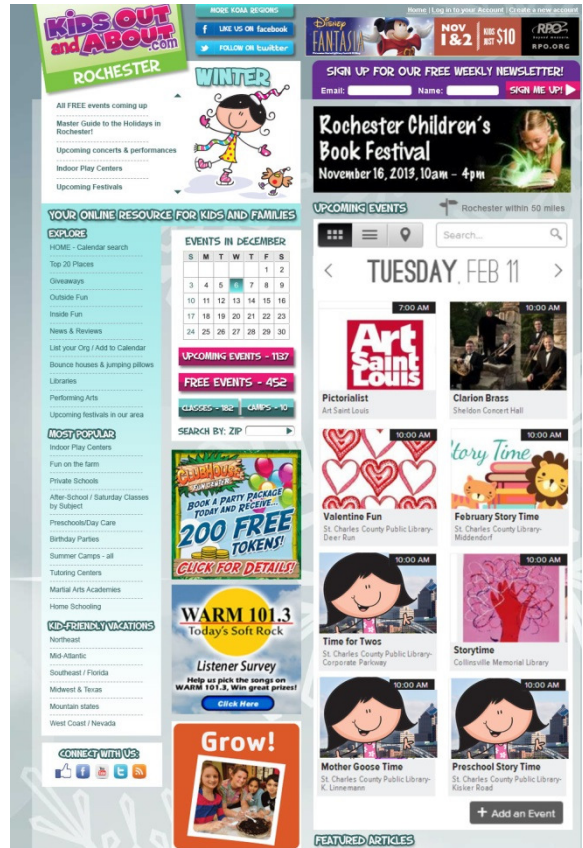 KIDS OUT
and ABOUT
.com
ROCHESTER
MORE KOAA REGIONS
LIKE US ON facebook
FOLLOW ON twitter
Home | Log in to your Account | Create a new account
Disney
FANTASIA
NOV
1&2
KIDS
JUST $10
RPO
RPO.ORG
SIGN UP FOR OUR FREE WEEKLY NEWSLETTER!
Email:
Name:
SIGN ME UP!
WINTER
All FREE events coming up
Master Guide to the Holidays in
Rochester!
Upcoming concerts & performances
Indoor Play Centers
Upcoming Festivals
Rochester Children's
Book Festival
November 16, 2013, 10am - 4pm
YOUR ONLINE RESOURCE FOR KIDS AND FAMILIES
EXPLORE
HOME - Calendar search
Top 20 Places
Giveaways
Outside Fun
Inside Fun
News & Reviews
List your Org / Add to Calendar
Bounce houses & jumping pillows
Libraries
Performing Arts
Upcoming festivals in our area
MOST POPULAR
Indoor Play Centers
Fun on the farm
Private Schools
After-School / Saturday Classes
by Subject
Preschools/Day Care
Birthday Parties
Summer Camps - all
Tutoring Centers
Martial Arts Academies
Home Schooling
KID-FRIENDLY VACATIONS
Northeast
Mid-Atlantic
Southeast / Florida
Midwest & Texas
Mountain states
West Coast / Nevada
CONNECT WITH US:
EVENTS IN DECEMBER
S M T W T F S
1 2
3 4 5 6 7 8 9
10 11 12 13 14 15 16
17 18 19 20 21 22 23
24 25 26 27 28 29 30
UPCOMING EVENTS - 1137
FREE EVENTS - 452
CLASSES - 182
CAMPS - 10
SEARCH BY: ZIP
CLUBHOUSE
FUN CENTER
BOOK A PARTY PACKAGE
TODAY AND RECEIVE...
200 FREE
TOKENS!
CLICK FOR DETAILS!
WARM 101.3
Today's Soft Rock
Listener Survey
Help us pick the songs on
WARM 101.3, Win great prizes!
Click Here
Grow!
UPCOMING EVENTS
Rochester within 50 miles
Search...
TUESDAY, FEB 11
7:00 AM
Art
Saint
Louis
Pictorialist
Art Saint Louis
10:00 AM
Clarion Brass
Sheldon Concert Hall
10:00 AM
Valentine Fun
St. Charles County Public Library-
Deer Run
10:00 AM
Story Time
February Story Time
St. Charles County Public Library-
Middendorf
10:00 AM
Time for Twos
St. Charles County Public Library-
Corporate Parkway
10:00 AM
Storytime
Collinsville Memorial Library
10:00 AM
Mother Goose Time
St. Charles County Public Library-
K. Linnemann
10:00 AM
Preschool Story Time
St. Charles County Public Library-
Kisker Road
+ Add an Event
FEATURED ARTICLES